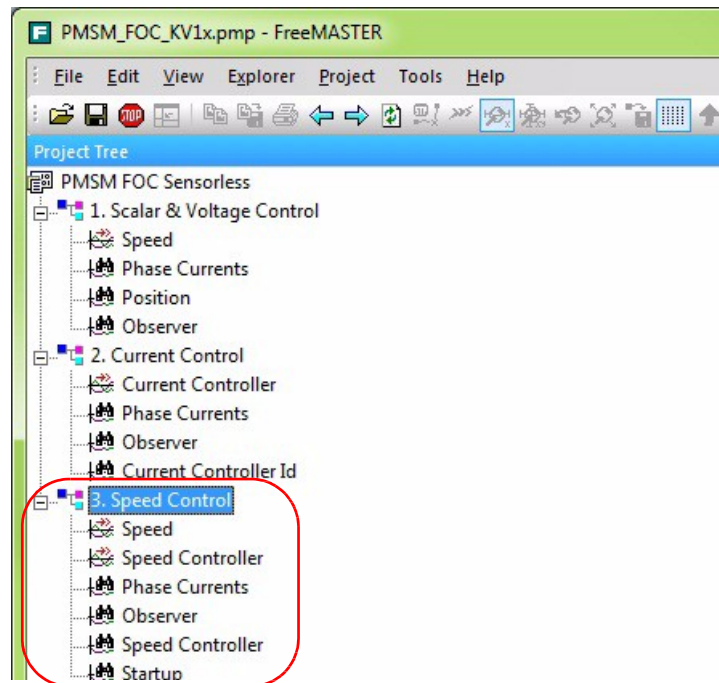 PMSM_FOC_KV1x.pmp - FreeMASTER
File Edit View Explorer Project Tools Help
STOP
Project Tree
PMSM FOC Sensorless
1. Scalar & Voltage Control
Speed
Phase Currents
Position
Observer
2. Current Control
Current Controller
Phase Currents
Observer
Current Controller Id
3. Speed Control
Speed
Speed Controller
Phase Currents
Observer
Speed Controller
Startup